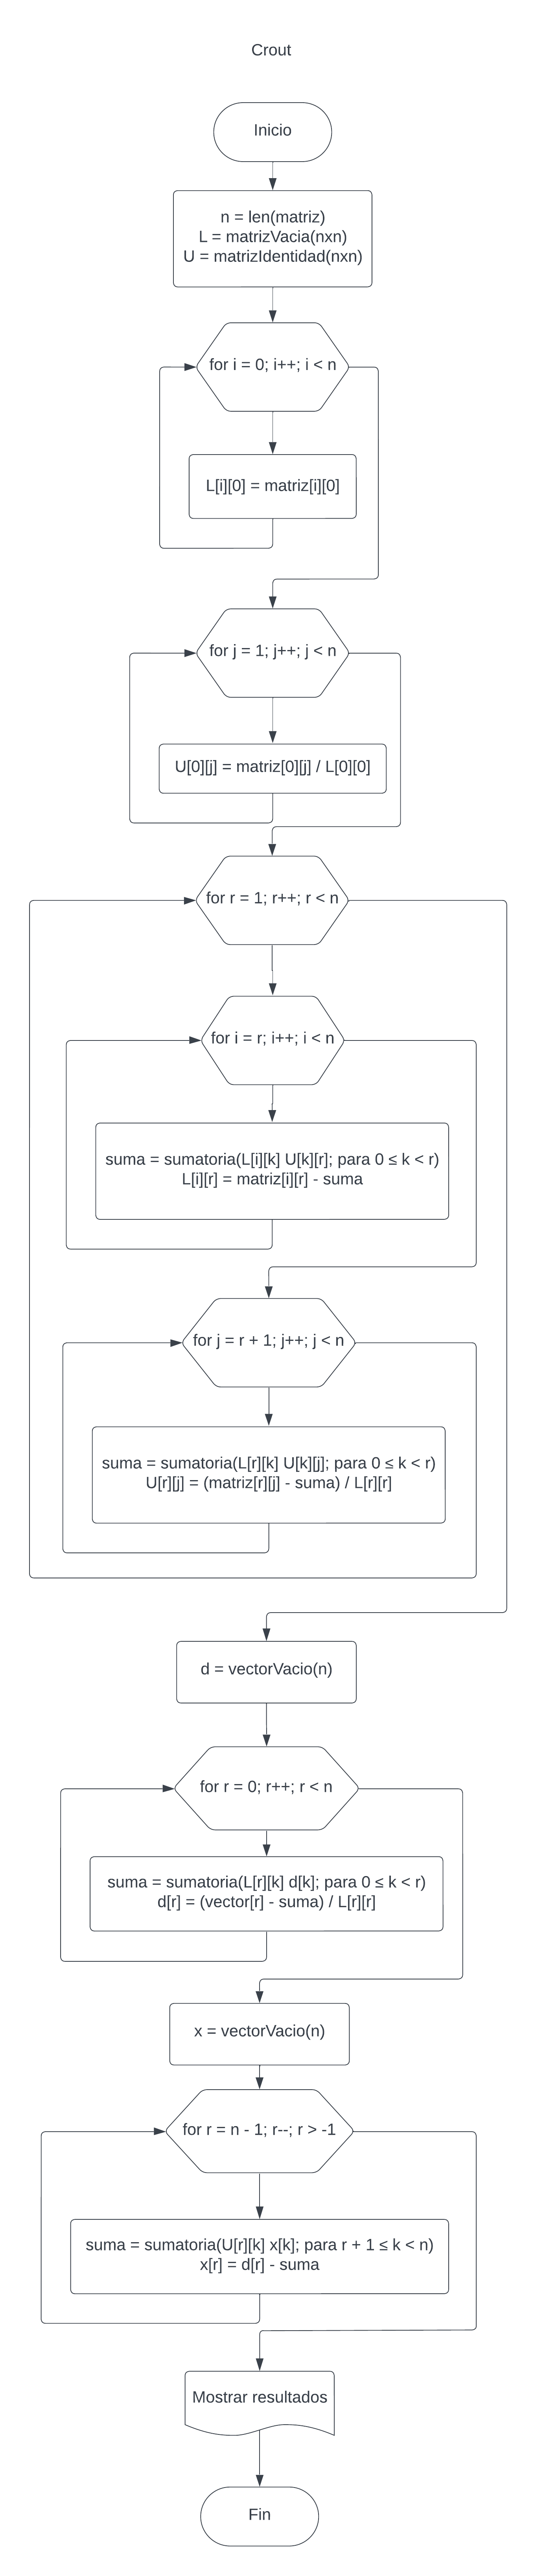 Crout
Inicio
n = len(matriz)
L = matrizVacia(nxn)
U = matrizIdentidad(nxn)
for i = 0; i++; i < n
L[i][0] = matriz[i][0]
for j = 1; j++; j < n
U[0][j] = matriz[0][j] / L[0][0]
for r = 1; r++; r < n
for i = r; i++; i < n
suma = sumatoria(L[i][k] U[k][r]; para 0 ≤ k < r)
L[i][r] = matriz[i][r] - suma
for j = r + 1; j++; j < n
suma = sumatoria(L[r][k] U[k][j]; para 0 ≤ k < r)
U[r][j] = (matriz[r][j] - suma) / L[r][r]
d = vectorVacio(n)
for r = 0; r++; r < n
suma = sumatoria(L[r][k] d[k]; para 0 ≤ k < r)
d[r] = (vector[r] - suma) / L[r][r]
x = vectorVacio(n)
for r = n - 1; r--; r > -1
suma = sumatoria(U[r][k] x[k]; para r + 1 ≤ k < n)
x[r] = d[r] - suma
Mostrar resultados
Fin